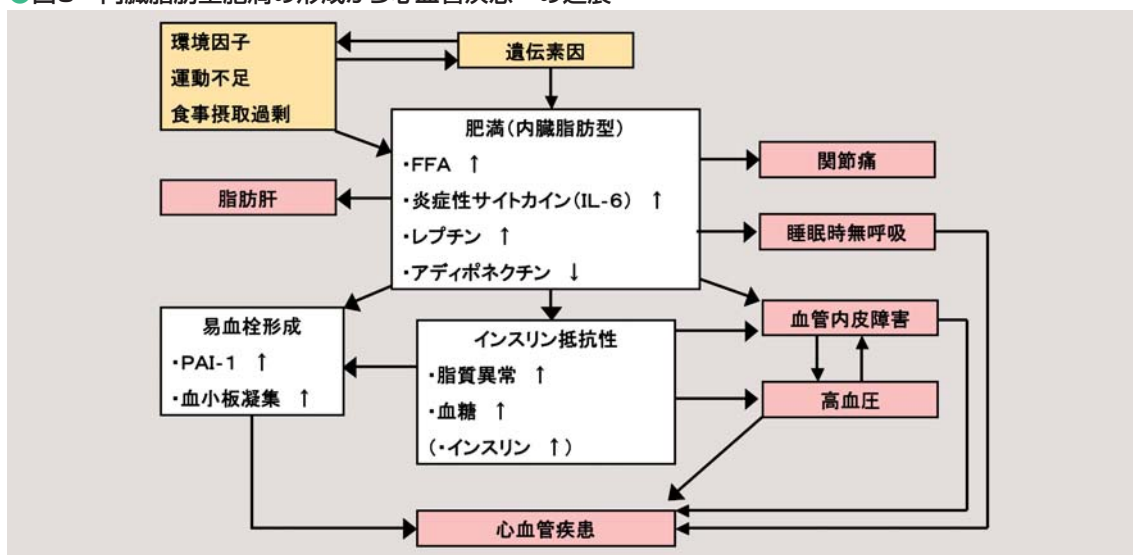 環境因子
運動不足
食事摂取過剰
遺伝素因
肥満(内臓脂肪型)
・FFA ↑
・炎症性サイトカイン(IL-6) ↑
・レプチン ↑
・アディポネクチン ↓
関節痛
脂肪肝
睡眠時無呼吸
易血栓形成
・PAI-1 ↑
・血小板凝集 ↑
インスリン抵抗性
・脂質異常 ↑
・血糖 ↑
(・インスリン ↑)
血管内皮障害
高血圧
心血管疾患